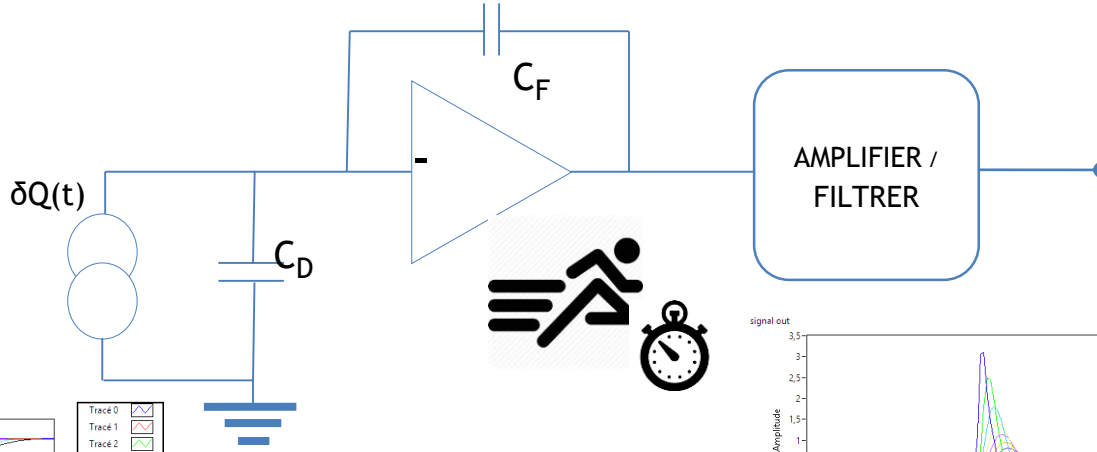 C_F
-
AMPLIFIER /
FILTRER
δQ(t)
C_D
signal out
3,5
3
2,5
2
1,5
1
Amplitude
Tracé 0
Tracé 1
Tracé 2